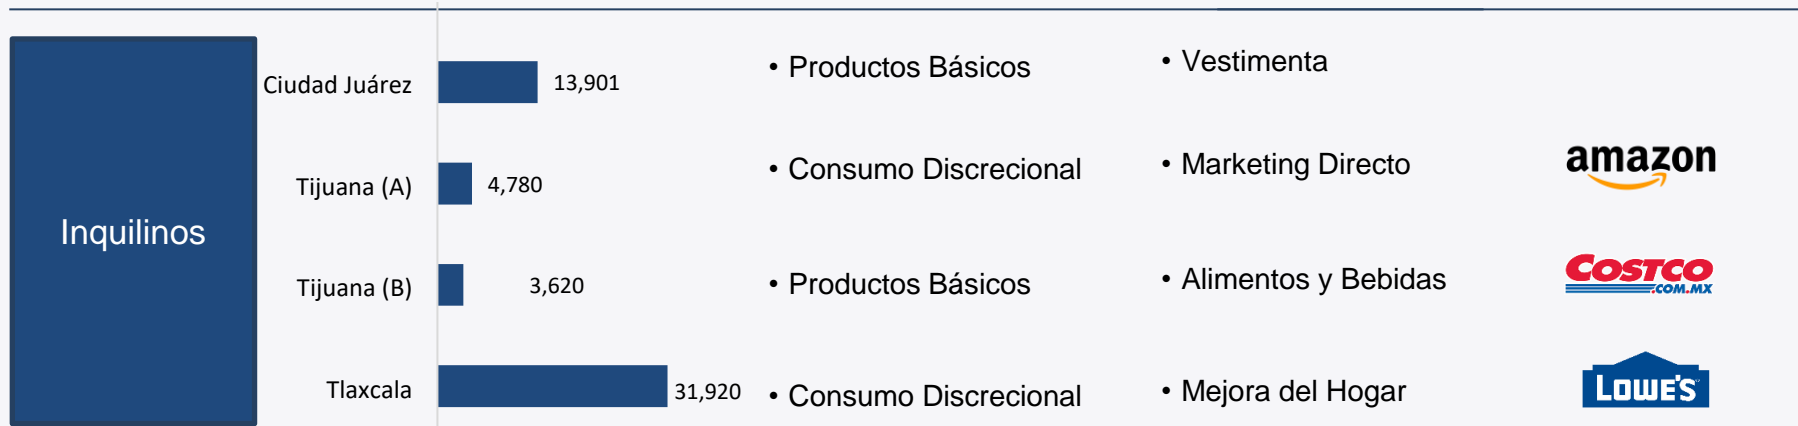 Inquilinos
Ciudad Juárez 13,901 • Productos Básicos • Vestimenta
Tijuana (A) 4,780 • Consumo Discrecional • Marketing Directo amazon
Tijuana (B) 3,620 • Productos Básicos • Alimentos y Bebidas COSTCO
.COM.MX
Tlaxcala 31,920 • Consumo Discrecional • Mejora del Hogar LOWE'S